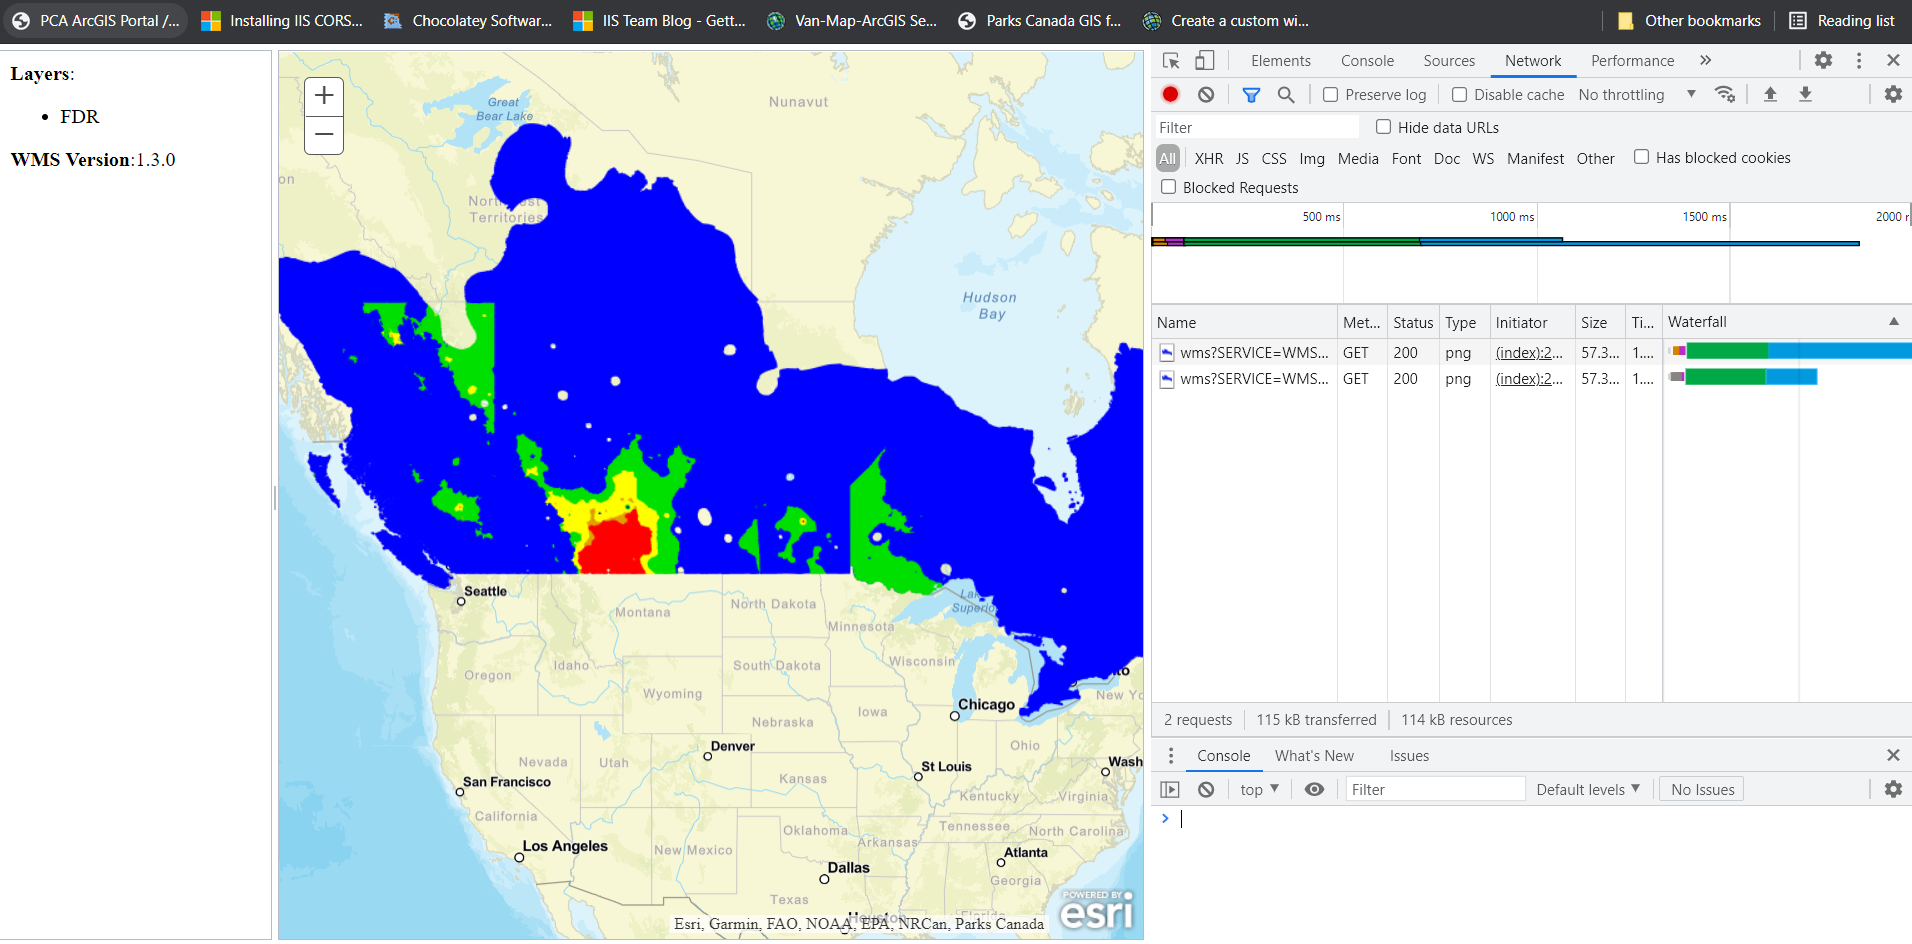 PCA ArcGIS Portal /...
Installing IIS CORS...
Chocolatey Softwar...
IIS Team Blog - Gett...
Van-Map-ArcGIS Se...
Parks Canada GIS f...
Create a custom wi...
Other bookmarks
Reading list
Layers:
FDR
WMS Version:1.3.0
Great
Bear Lake
Nunavut
on
Territories
Hudson
Bay
Seattle
Montana
North Dakota
Minnesota
Superio
Idaho
Oregon
South Dakota
Wisconsin
Wyoming
Chicago
New Yo
Iowa
Nebraska
Denver
Ohio
Nevada
Utah
Kansas
St Louis
Wash
San Francisco
California
Kentucky
Virginia
Oklahoma
Tennessee
North Carolina
Arkansas
Los Angeles
New Mexico
Atlanta
Dallas
Georgia
Texas
Esri, Garmin, FAO, NOAA, EPA, NRCan, Parks Canada
POWERED BY
esri
Elements
Console
Sources
Network
Performance
Preserve log
Disable cache
No throttling
Filter
Hide data URLs
All
XHR
JS
CSS
Img
Media
Font
Doc
WS
Manifest
Other
Has blocked cookies
Blocked Requests
500 ms
1000 ms
1500 ms
2000 r
Name
Met...
Status
Type
Initiator
Size
Ti...
Waterfall
wms?SERVICE=WMS... GET 200 png (index):2... 57.3... 1....
wms?SERVICE=WMS... GET 200 png (index):2... 57.3... 1....
2 requests
115 kB transferred
114 kB resources
Console
What's New
Issues
top
Filter
Default levels
No Issues